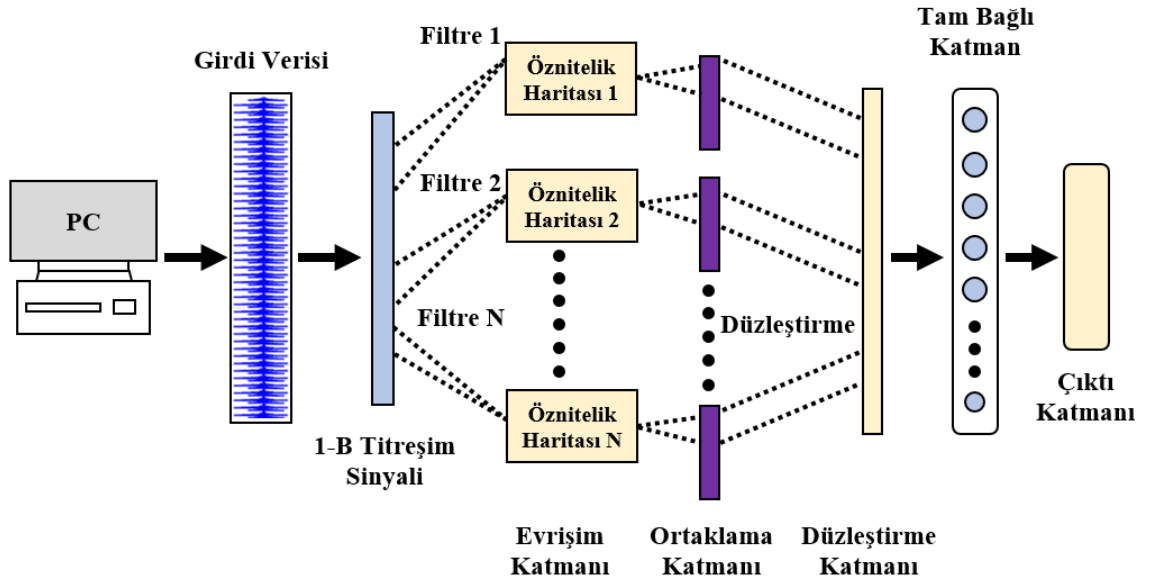 PC
Girdi Verisi
1-B Titreşim
Sinyali
Filtre 1
Filtre 2
Filtre N
Öznitelik
Haritası 1
Öznitelik
Haritası 2
Öznitelik
Haritası N
Evrişim
Katmanı
Ortaklama
Katmanı
Düzleştirme
Düzleştirme
Katmanı
Tam Bağlı
Katman
Çıktı
Katmanı